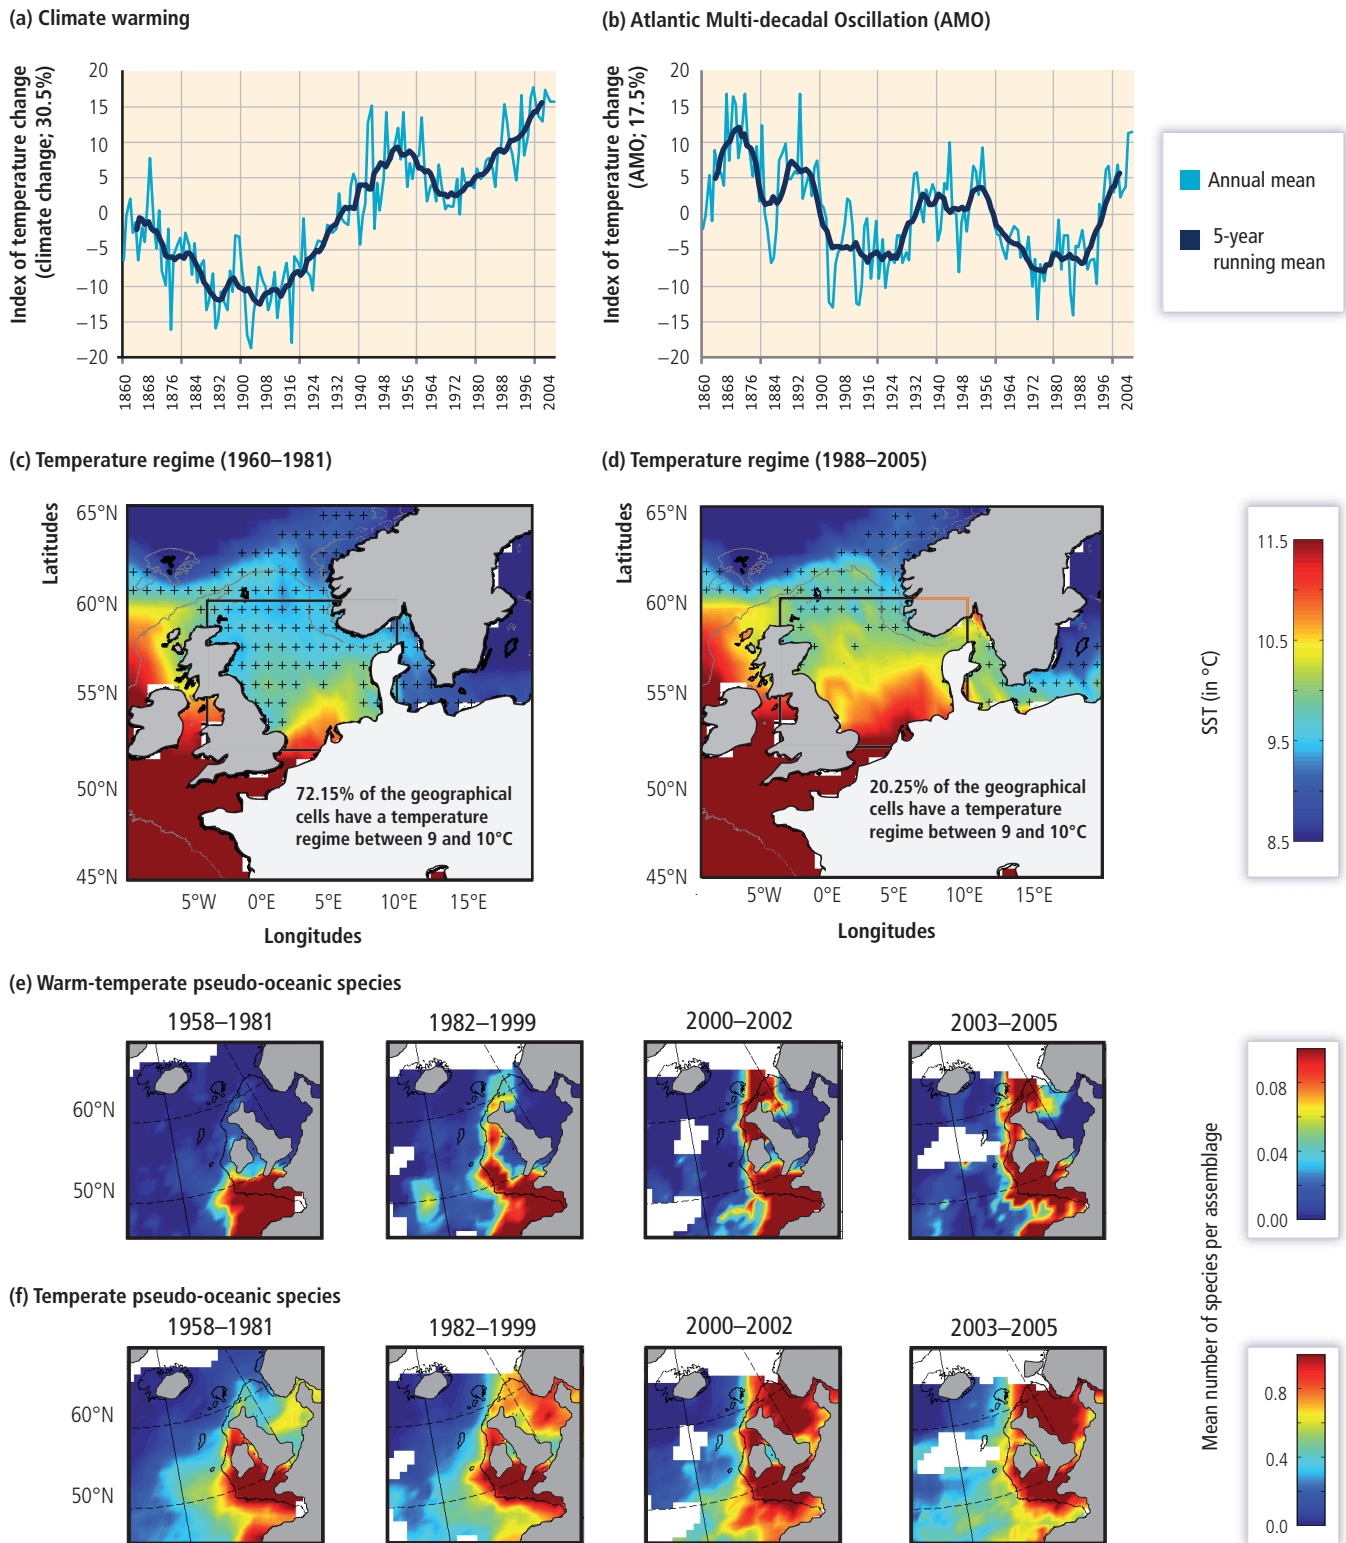 (a) Climate warming
(b) Atlantic Multi-decadal Oscillation (AMO)
Index of temperature change
(climate change; 30.5%)
20
15
10
5
0
−5
−10
−15
−20
1860
1868
1876
1884
1892
1900
1908
1916
1924
1932
1940
1948
1956
1964
1972
1980
1988
1996
2004
Index of temperature change
(AMO; 17.5%)
20
15
10
5
0
−5
−10
−15
−20
1860
1868
1876
1884
1892
1900
1908
1916
1924
1932
1940
1948
1956
1964
1972
1980
1988
1996
2004
Annual mean
5-year
running mean
(c) Temperature regime (1960–1981)
(d) Temperature regime (1988–2005)
Latitudes
65°N
60°N
55°N
50°N
45°N
72.15% of the geographical
cells have a temperature
regime between 9 and 10°C
5°W
0°E
5°E
10°E
15°E
Longitudes
Latitudes
65°N
60°N
55°N
50°N
45°N
20.25% of the geographical
cells have a temperature
regime between 9 and 10°C
5°W
0°E
5°E
10°E
15°E
Longitudes
SST (in °C)
11.5
10.5
9.5
8.5
(e) Warm-temperate pseudo-oceanic species
1958–1981
1982–1999
2000–2002
2003–2005
60°N
50°N
0.08
0.04
0.00
Mean number of species per assemblage
(f) Temperate pseudo-oceanic species
1958–1981
1982–1999
2000–2002
2003–2005
60°N
50°N
0.8
0.4
0.0